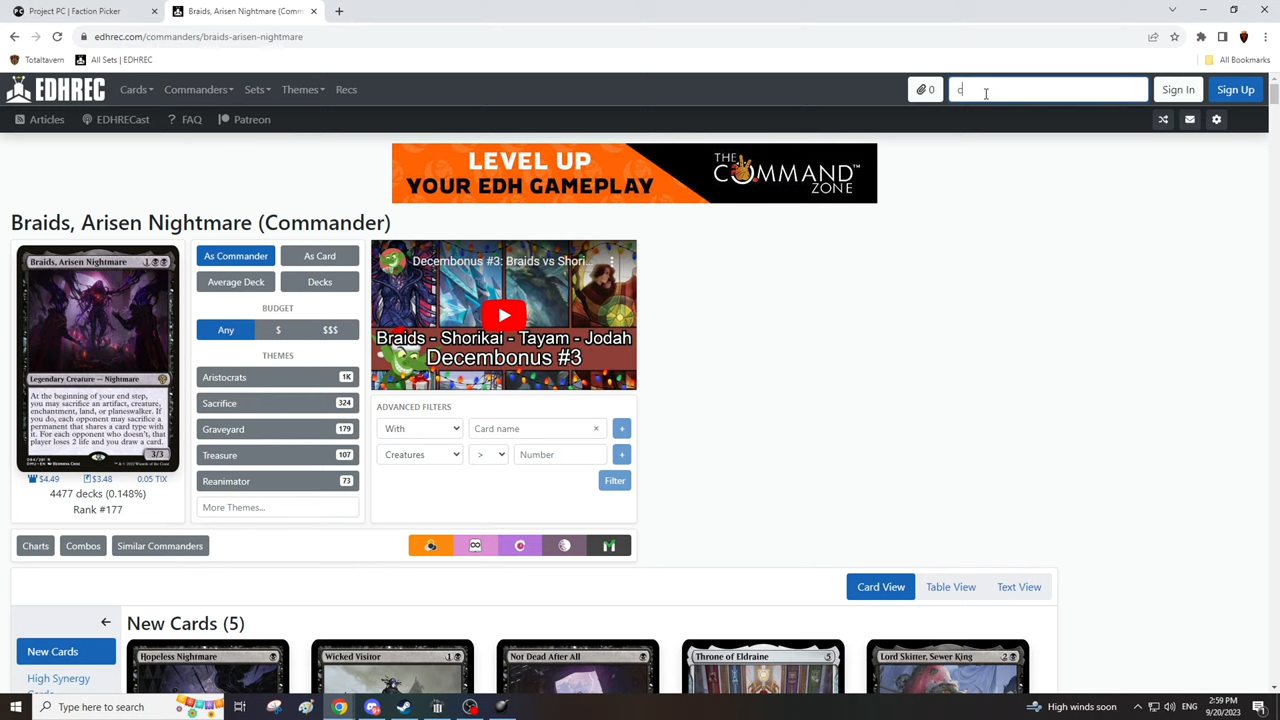 Project PC | Faction Picker
Braids, Arisen Nightmare (Comm
edhrec.com/commanders/braids-arisen-nightmare
Totaltavern
All Sets | EDHREC
All Bookmarks
EDHREC
Cards
Commanders
Sets
Themes
Recs
0
c
Sign In
Sign Up
Articles
EDHRECast
FAQ
Patreon
LEVEL UP
YOUR EDH GAMEPLAY
THE
COMMAND
ZONE
Braids, Arisen Nightmare (Commander)
Braids, Arisen Nightmare
1
Legendary Creature — Nightmare
At the beginning of your end step,
you may sacrifice an artifact, creature,
enchantment, land, or planeswalker. If
you do, each opponent may sacrifice a
permanent that shares a card type with
it. For each opponent who doesn't, that
player loses 2 life and you draw a card.
3/3
$4.49
$3.48
0.05 TIX
4477 decks (0.148%)
Rank #177
As Commander
As Card
Average Deck
Decks
BUDGET
Any
$
$$$
THEMES
Aristocrats
1K
Sacrifice
324
Graveyard
179
Treasure
107
Reanimator
73
More Themes...
Decembonus #3: Braids vs Shori...
Braids - Shorikai - Tayam - Jodah
Decembonus #3
ADVANCED FILTERS
With
Card name
×
+
Creatures
>
Number
+
Filter
Charts
Combos
Similar Commanders
Card View
Table View
Text View
New Cards
High Synergy
New Cards (5)
Hopeless Nightmare
Wicked Visitor
1
Not Dead After All
Throne of Eldraine
5
Lord Skitter, Sewer King
2
Type here to search
High winds soon
ENG
2:59 PM
9/20/2023